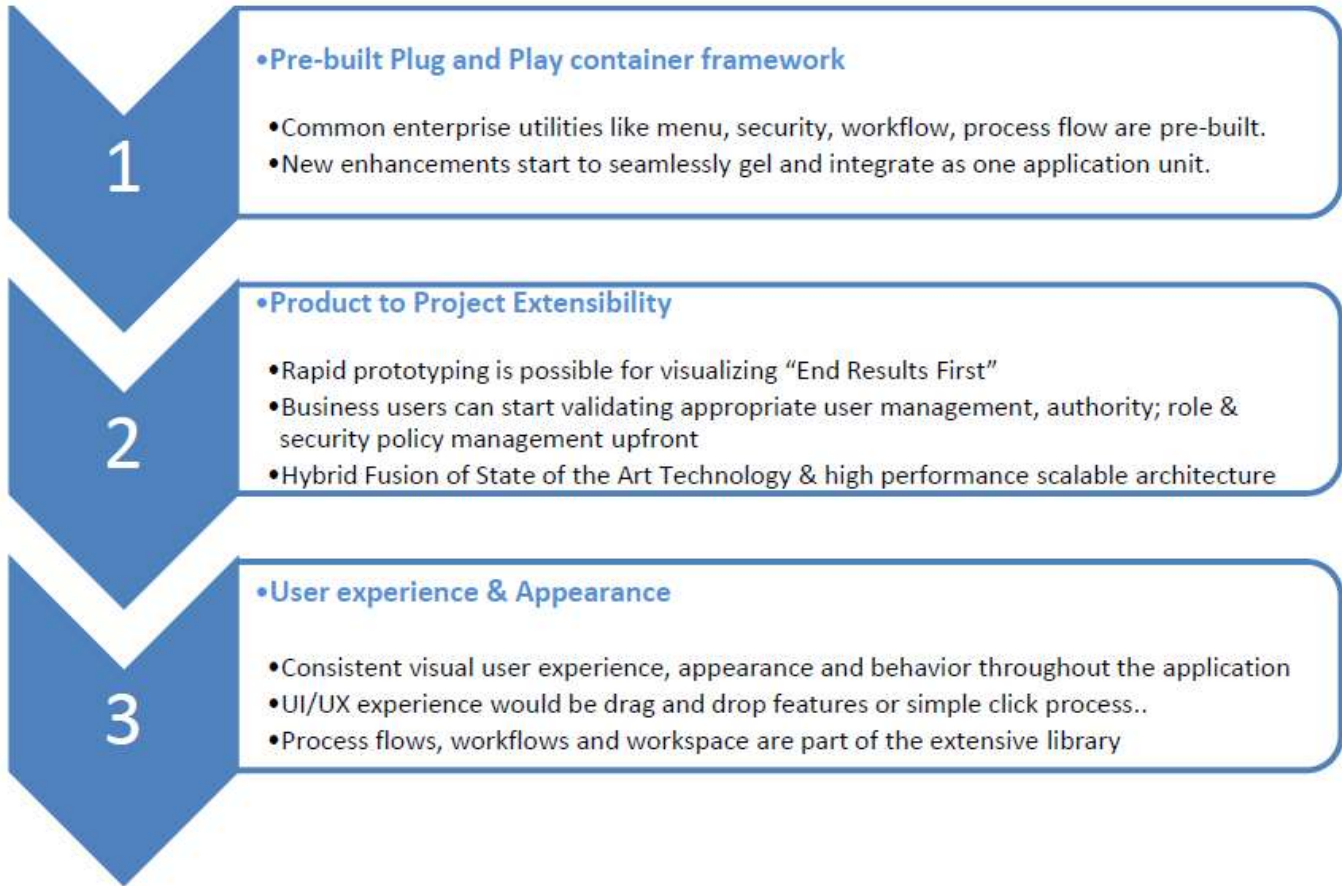 1
•Pre-built Plug and Play container framework
•Common enterprise utilities like menu, security, workflow, process flow are pre-built.
•New enhancements start to seamlessly gel and integrate as one application unit.
2
•Product to Project Extensibility
•Rapid prototyping is possible for visualizing “End Results First”
•Business users can start validating appropriate user management, authority; role &
security policy management upfront
•Hybrid Fusion of State of the Art Technology & high performance scalable architecture
3
•User experience & Appearance
•Consistent visual user experience, appearance and behavior throughout the application
•UI/UX experience would be drag and drop features or simple click process..
•Process flows, workflows and workspace are part of the extensive library